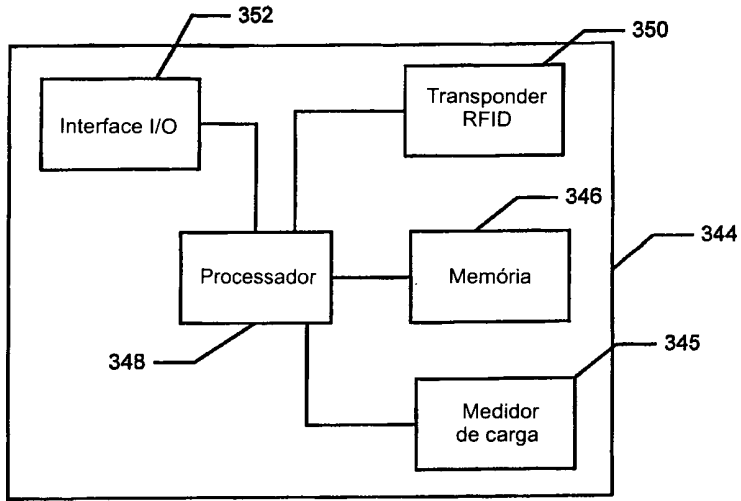 352
350
Interface I/O
Transponder
RFID
346
344
Processador
Memória
348
345
Medidor
de carga